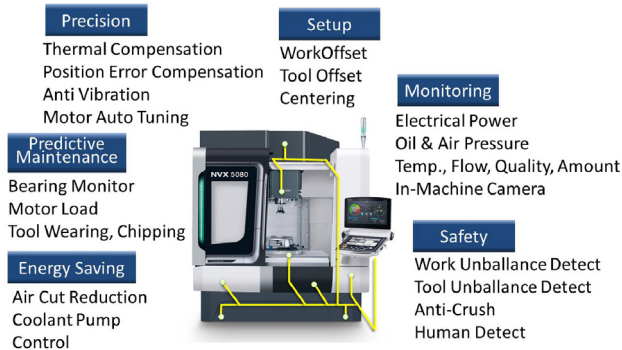 Precision
Thermal Compensation
Position Error Compensation
Anti Vibration
Motor Auto Tuning
Setup
WorkOffset
Tool Offset
Centering
Monitoring
Electrical Power
Oil & Air Pressure
Temp., Flow, Quality, Amount
In-Machine Camera
Predictive
Maintenance
Bearing Monitor
Motor Load
Tool Wearing, Chipping
NVX 5080
Safety
Work Unballance Detect
Tool Unballance Detect
Anti-Crush
Human Detect
Energy Saving
Air Cut Reduction
Coolant Pump
Control